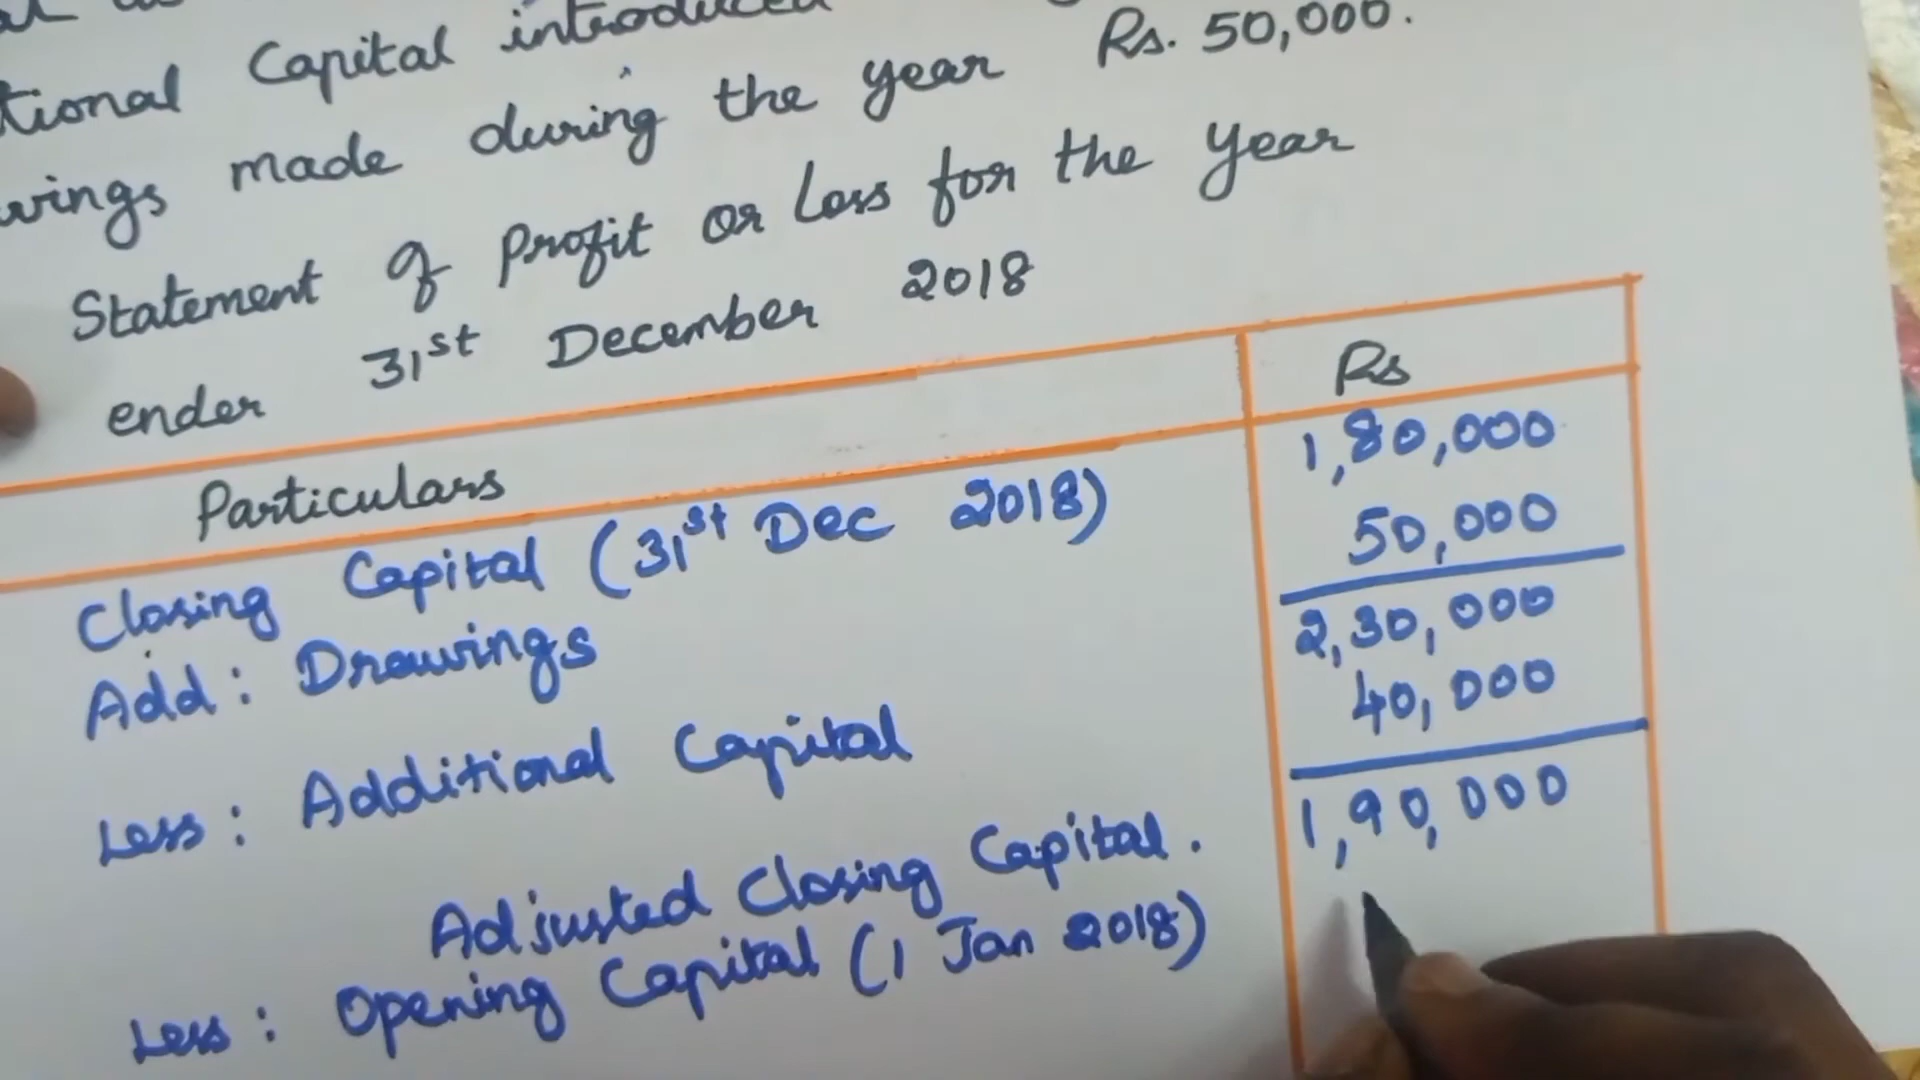 tional Capital introduced
wings made during the year Rs. 50,000.
Statement of Profit or Loss for the Year
ender 31st December 2018
Particulars Rs
Closing Capital (31st Dec 2018) 1,80,000
Add: Drawings 50,000
2,30,000
Less: Additional Capital 40,000
Adjusted Closing Capital. 1,90,000
Less: Opening Capital (1 Jan 2018)